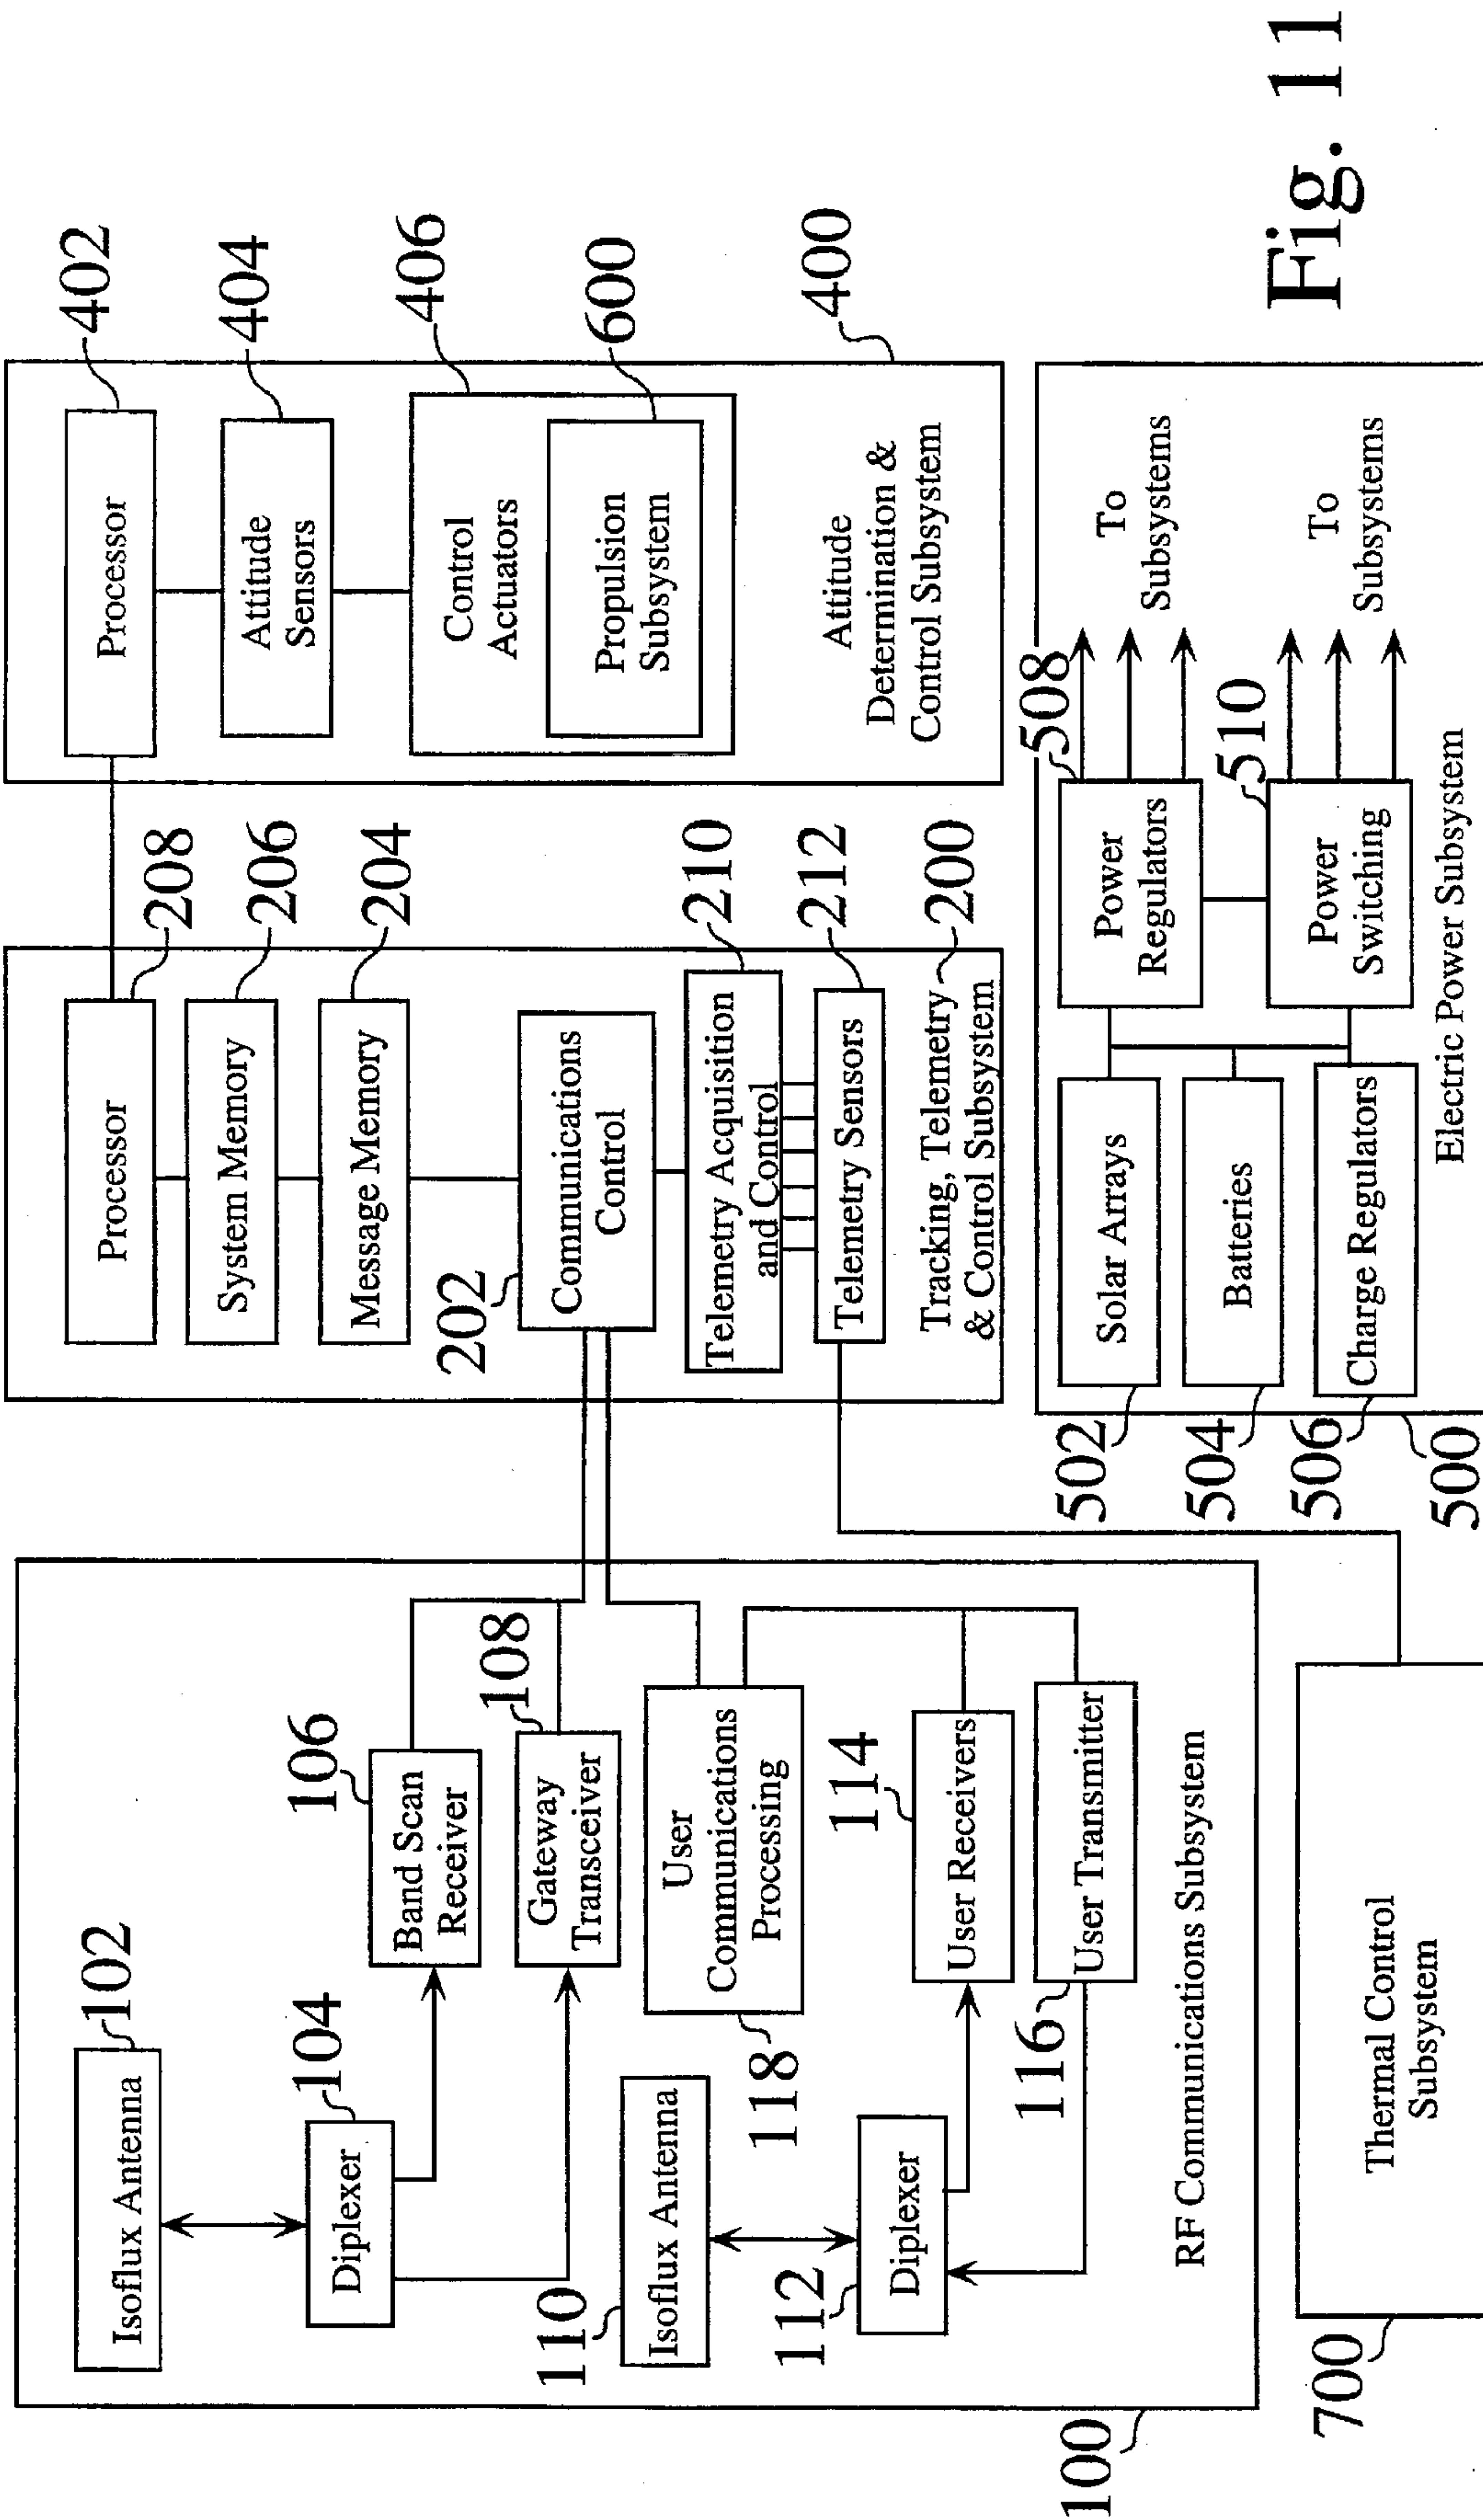 Isoflux Antenna
102
Diplexer
104
Band Scan
Receiver
106
Gateway
Transceiver
108
110
Isoflux Antenna
User
Communications
Processing
118
112
Diplexer
User Receivers
114
User Transmitter
116
RF Communications Subsystem
100
Processor
208
System Memory
206
Message Memory
204
202
Communications
Control
Telemetry Acquisition
and Control
210
Telemetry Sensors
212
Tracking, Telemetry
& Control Subsystem
200
Processor
402
Attitude
Sensors
404
Control
Actuators
406
Propulsion
Subsystem
600
Attitude
Determination &
Control Subsystem
400
Thermal Control
Subsystem
700
502
Solar Arrays
504
Batteries
506
Charge Regulators
500
Power
Regulators
508
To
Subsystems
Power
Switching
510
To
Subsystems
Electric Power Subsystem
Fig. 11